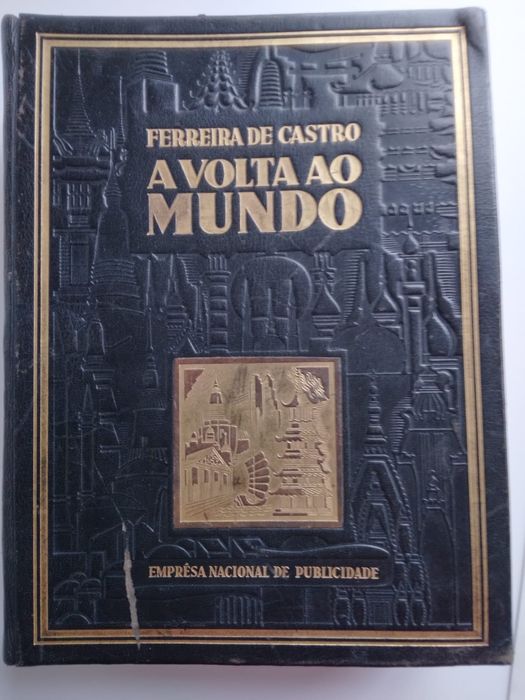 FERREIRA DE CASTRO
A VOLTA AO
MUNDO
EMPRÊSA NACIONAL DE PUBLICIDADE